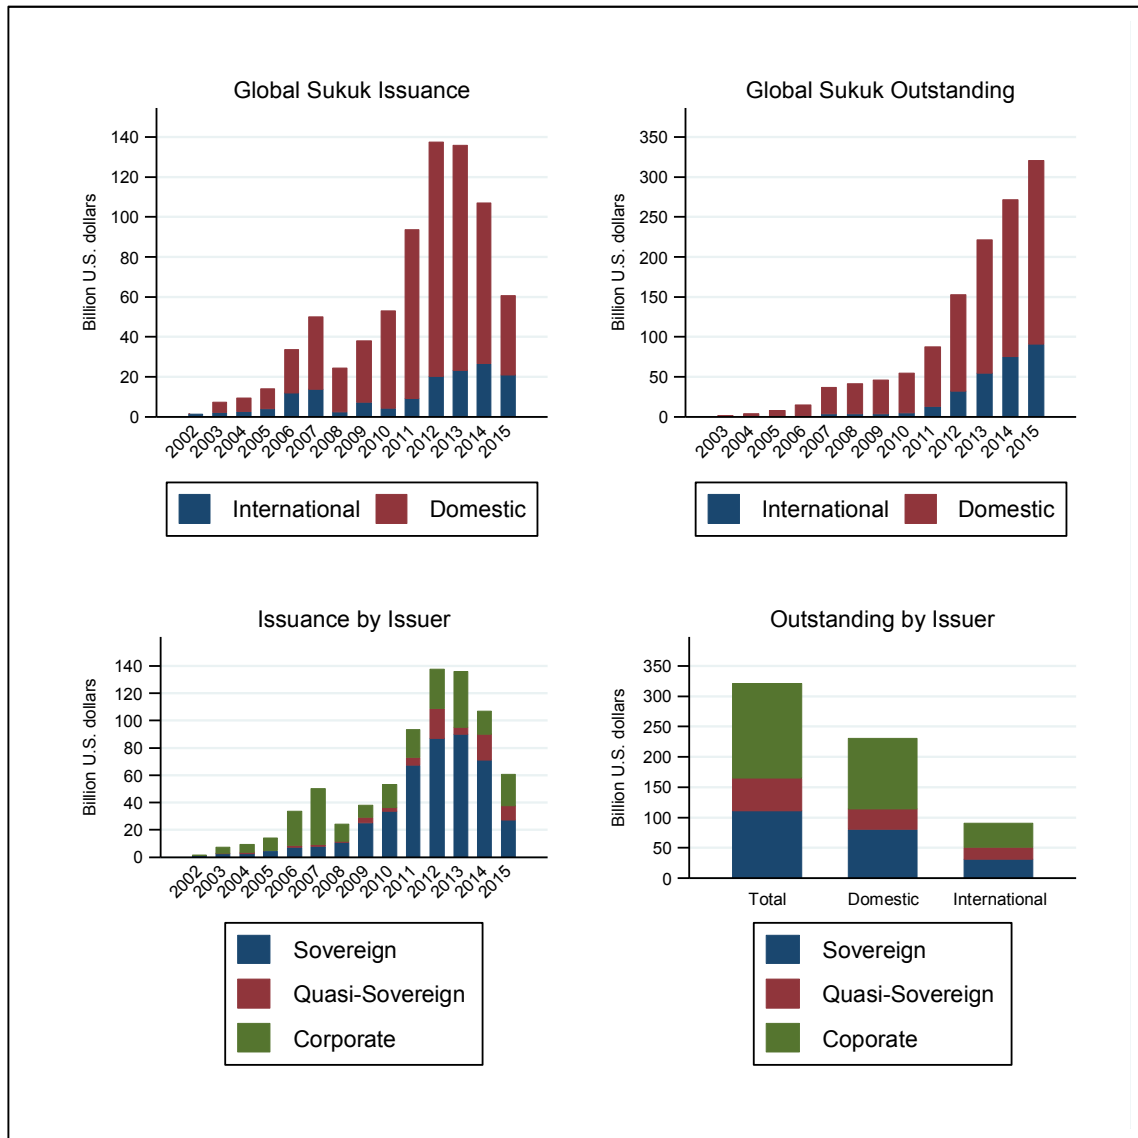 Global Sukuk Issuance
Billion U.S. dollars
140
120
100
80
60
40
20
0
2002 2003 2004 2005 2006 2007 2008 2009 2010 2011 2012 2013 2014 2015
International Domestic
Global Sukuk Outstanding
Billion U.S. dollars
350
300
250
200
150
100
50
0
2003 2004 2005 2006 2007 2008 2009 2010 2011 2012 2013 2014 2015
International Domestic
Issuance by Issuer
Billion U.S. dollars
140
120
100
80
60
40
20
0
2002 2003 2004 2005 2006 2007 2008 2009 2010 2011 2012 2013 2014 2015
Sovereign
Quasi-Sovereign
Corporate
Outstanding by Issuer
Billion U.S. dollars
350
300
250
200
150
100
50
0
Total Domestic International
Sovereign
Quasi-Sovereign
Coporate